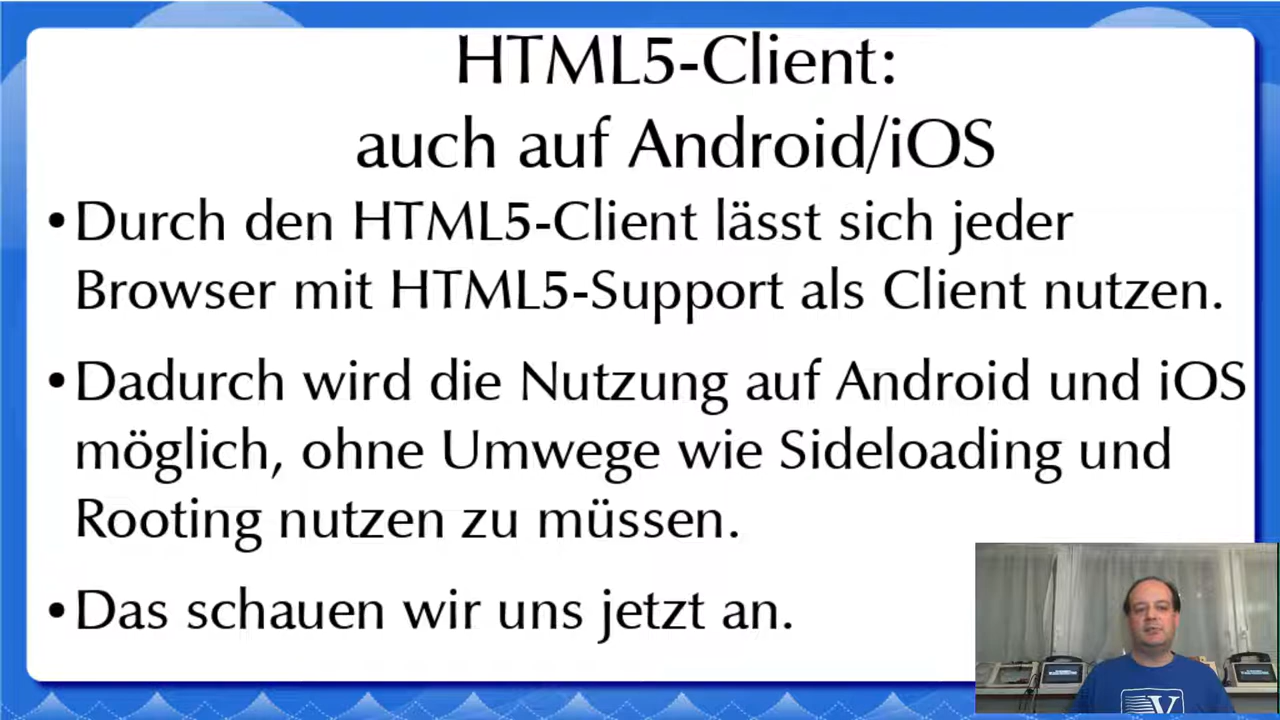 HTML5-Client:
auch auf Android/iOS
•Durch den HTML5-Client lässt sich jeder
Browser mit HTML5-Support als Client nutzen.
•Dadurch wird die Nutzung auf Android und iOS
möglich, ohne Umwege wie Sideloading und
Rooting nutzen zu müssen.
•Das schauen wir uns jetzt an.
V